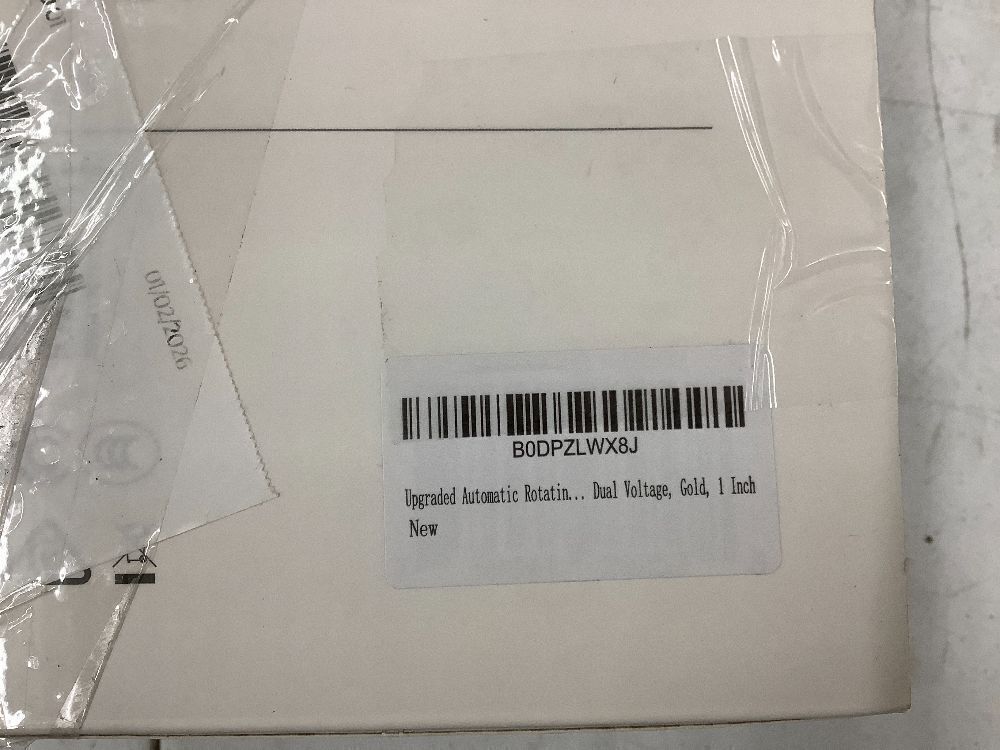 01/02/2026
B0DPZLWX8J
Upgraded Automatic Rotatin... Dual Voltage, Gold, 1 Inch
New